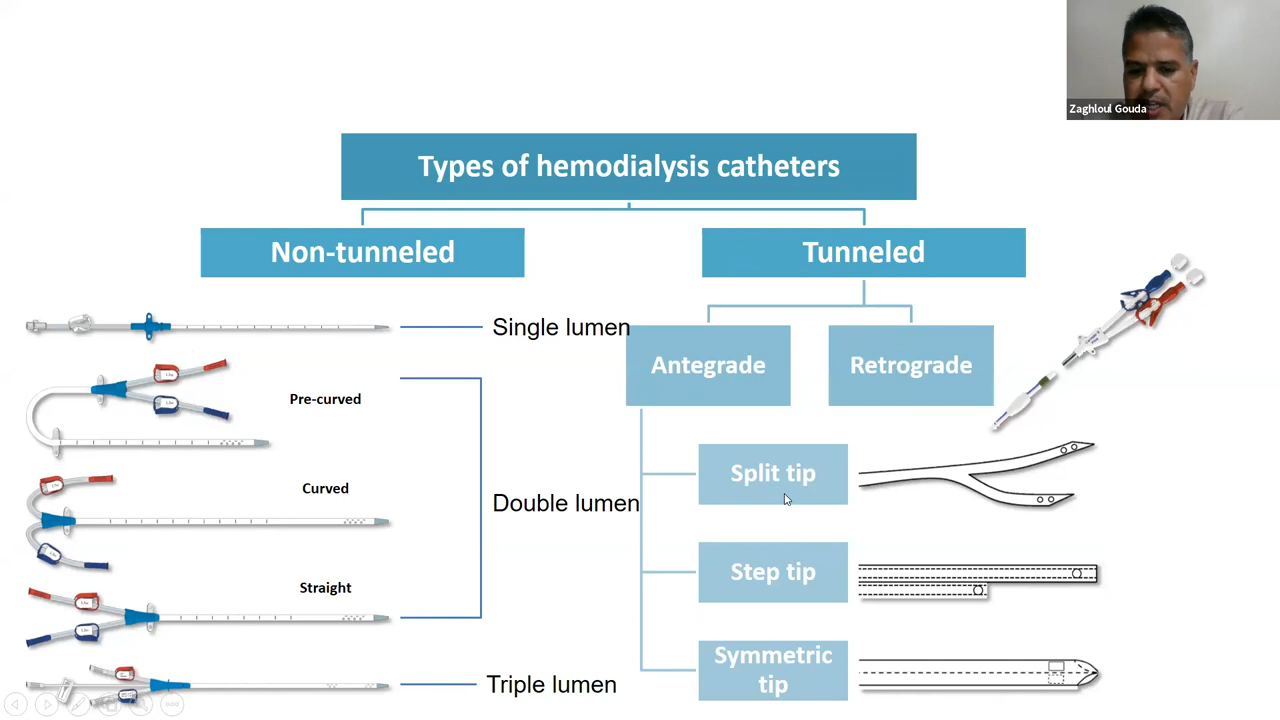 Zaghloul Gouda
Types of hemodialysis catheters
Non-tunneled
Tunneled
Single lumen
Pre-curved
Curved
Double lumen
Straight
Triple lumen
Antegrade
Retrograde
Split tip
Step tip
Symmetric
tip